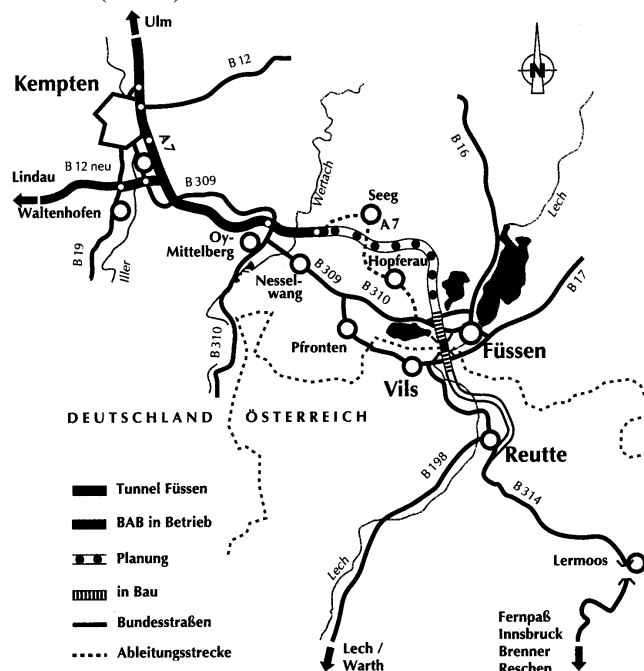 Ulm
B 12
Kempten
N
A 7
B 16
B 12 neu
B 309
Wertach
Lech
Lindau
Waltenhofen
Seeg
A 7
Oy-
Mittelberg
Hopferau
B 19
Iller
Nessel-
wang
B 309
B 310
B 17
B 310
Pfronten
Füssen
Vils
DEUTSCHLAND ÖSTERREICH
Reutte
B 198
Tunnel Füssen
B 314
BAB in Betrieb
Planung
Lech
Lermoos
in Bau
Bundesstraßen
Fernpaß
Innsbruck
Brenner
Reschen
Ableitungsstrecke
Lech /
Warth